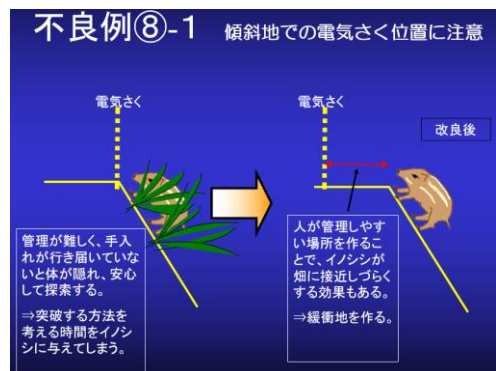 不良例⑧-1 傾斜地での電気さく位置に注意
電気さく
電気さく
改良後
管理が難しく、手入
れが行き届いていな
いと体が隠れ、安心
して探索する。
⇒突破する方法を
考える時間をイノシ
シに与えてしまう。
人が管理しやす
い場所を作るこ
とで、イノシシが
畑に接近しづらく
する効果もある。
⇒緩衝地を作る。